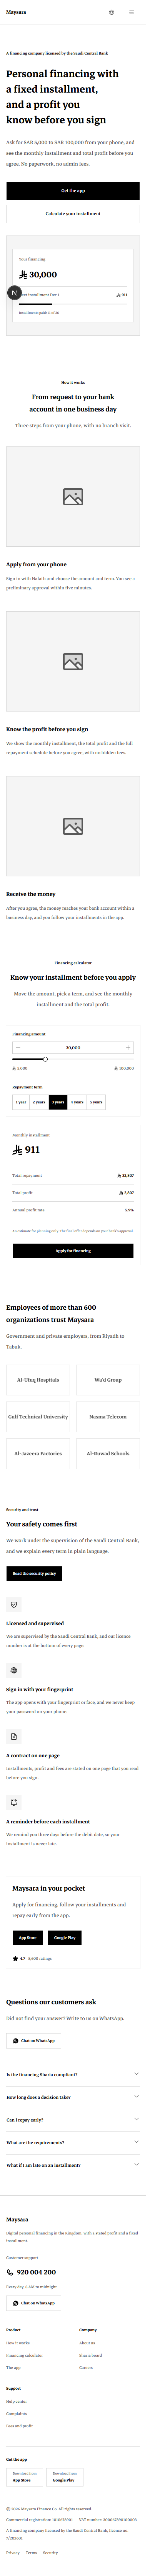 Maysara
A financing company licensed by the Saudi Central Bank
Personal financing with
a fixed installment,
and a profit you
know before you sign
Ask for SAR 5,000 to SAR 100,000 from your phone, and
see the monthly installment and total profit before you
agree. No paperwork, no admin fees.
Get the app
Calculate your installment
Your financing
30,000
911
How it works
From request to your bank
account in one business day
Three steps from your phone, with no branch visit.
Apply from your phone
Sign in with Nafath and choose the amount and term. You see a
preliminary approval within five minutes.
Know the profit before you sign
We show the monthly installment, the total profit and the full
repayment schedule before you agree, with no hidden fees.
Receive the money
After you agree, the money reaches your bank account within a
business day, and you follow your installments in the app.
Financing calculator
Know your installment before you apply
Move the amount, pick a term, and see the monthly
installment and the total profit.
Financing amount
30,000
5,000
100,000
Repayment term
1 year
2 years
3 years
4 years
5 years
Monthly installment
911
Total repayment
32,807
Total profit
2,807
Annual profit rate
An estimate for planning only. The final offer depends on your bank's approval.
Apply for financing
Employees of more than 600
organizations trust Maysara
Government and private employees, from Riyadh to
Tabuk.
Al-Ufuq Hospitals
Wa'd Group
Gulf Technical University
Nasma Telecom
Al-Jazeera Factories
Al-Ruwad Schools
Security and trust
Your safety comes first
We work under the supervision of the Saudi Central Bank,
and we explain every term in plain language.
Read the security policy
Licensed and supervised
We are supervised by the Saudi Central Bank, and our licence
number is at the bottom of every page.
Sign in with your fingerprint
The app opens with your fingerprint or face, and we never keep
your password on your phone.
A contract on one page
Installments, profit and fees are stated on one page that you read
before you sign.
A reminder before each installment
We remind you three days before the debit date, so your
installment is never late.
Maysara in your pocket
Apply for financing, follow your installments and
repay early from the app.
App Store
Google Play
4.7
Questions our customers ask
Did not find your answer? Write to us on WhatsApp.
Chat on WhatsApp
Is the financing Sharia compliant?
How long does a decision take?
Can I repay early?
What are the requirements?
What if I am late on an installment?
Maysara
Digital personal financing in the Kingdom, with a stated profit and a fixed
installment.
Customer support
920 004 200
Every day, 8 AM to midnight
Chat on WhatsApp
Product
Company
How it works
About us
Financing calculator
Sharia board
The app
Careers
Support
Help center
Complaints
Fees and profit
Get the app
Download from
App Store
Download from
Google Play
© 2026 Maysara Finance Co. All rights reserved.
A financing company licensed by the Saudi Central Bank, licence no.
Privacy
Terms
Security